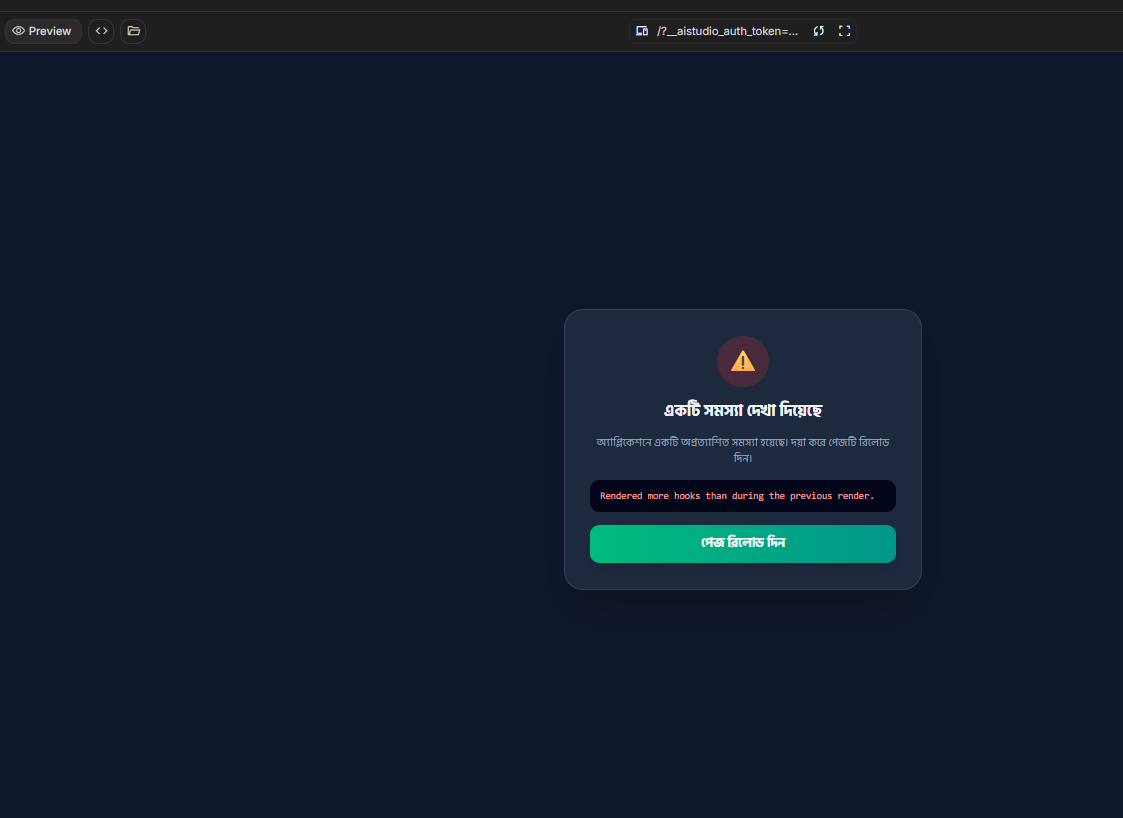 Preview
/?__aistudio_auth_token=...
একটি সমস্যা দেখা দিয়েছে
অ্যাপ্লিকেশনে একটি অপ্রত্যাশিত সমস্যা হয়েছে। দয়া করে পেজটি রিলোড
দিন।
Rendered more hooks than during the previous render.
পেজ রিলোড দিন